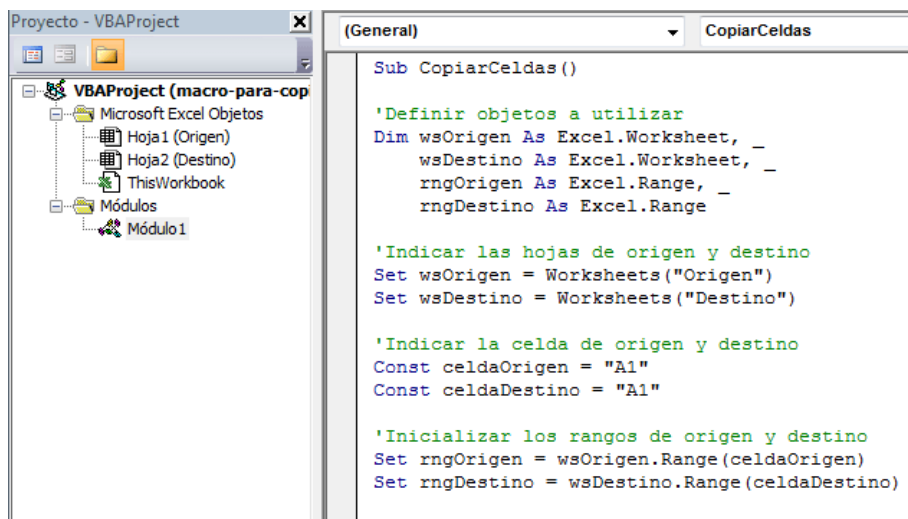 Proyecto - VBAProject
VBAProject (macro-para-cop
Microsoft Excel Objetos
Hoja1 (Origen)
Hoja2 (Destino)
ThisWorkbook
Módulos
Módulo1
(General)
CopiarCeldas
Sub CopiarCeldas()
'Definir objetos a utilizar
Dim wsOrigen As Excel.Worksheet, _
wsDestino As Excel.Worksheet, _
rngOrigen As Excel.Range, _
rngDestino As Excel.Range
'Indicar las hojas de origen y destino
Set wsOrigen = Worksheets("Origen")
Set wsDestino = Worksheets("Destino")
'Indicar la celda de origen y destino
Const celdaOrigen = "A1"
Const celdaDestino = "A1"
'Inicializar los rangos de origen y destino
Set rngOrigen = wsOrigen.Range(celdaOrigen)
Set rngDestino = wsDestino.Range(celdaDestino)